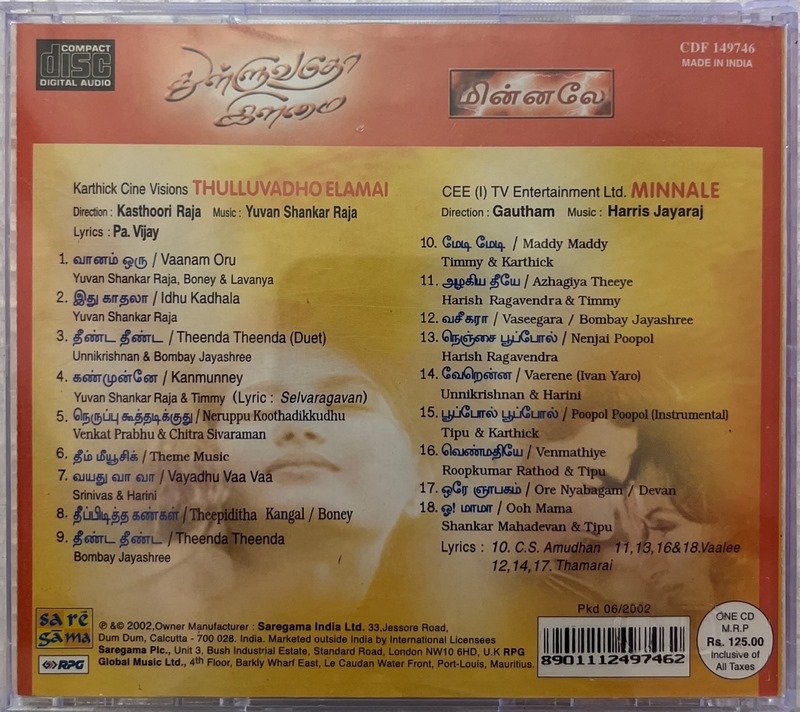 COMPACT
disc
DIGITAL AUDIO
துள்ளுவதோ
இளமை
மின்னலே
CDF 149746
MADE IN INDIA
Karthick Cine Visions THULLUVADHO ELAMAI
Direction : Kasthoori Raja Music : Yuvan Shankar Raja
Lyrics : Pa. Vijay
1. வானம் ஒரு / Vaanam Oru
Yuvan Shankar Raja, Boney & Lavanya
2. இது காதலா / Idhu Kadhala
Yuvan Shankar Raja
3. தீண்ட தீண்ட / Theenda Theenda (Duet)
Unnikrishnan & Bombay Jayashree
4. கண்முன்னே / Kanmunney
Yuvan Shankar Raja & Timmy (Lyric : Selvaragavan)
5. நெருப்பு கூத்தடிக்குது / Neruppu Koothadikkudhu
Venkat Prabhu & Chitra Sivaraman
6. தீம் மியூசிக் / Theme Music
7. வயது வா வா / Vayadhu Vaa Vaa
Srinivas & Harini
8. தீப்பிடித்த கண்கள் / Theepiditha Kangal / Boney
9. தீண்ட தீண்ட / Theenda Theenda
Bombay Jayashree
CEE (I) TV Entertainment Ltd. MINNALE
Direction : Gautham Music : Harris Jayaraj
10. மேடி மேடி / Maddy Maddy
Timmy & Karthick
11. அழகிய தீயே / Azhagiya Theeye
Harish Ragavendra & Timmy
12. வசீகரா / Vaseegara / Bombay Jayashree
13. நெஞ்சை பூப்போல் / Nenjai Poopol
Harish Ragavendra
14. வேறென்ன / Vaerene (Ivan Yaro)
Unnikrishnan & Harini
15. பூப்போல் பூப்போல் / Poopol Poopol (Instrumental)
Tipu & Karthick
16. வெண்மதியே / Venmathiye
Roopkumar Rathod & Tipu
17. ஒரே ஞாபகம் / Ore Nyabagam / Devan
18. ஓ! மாமா / Ooh Mama
Shankar Mahadevan & Tipu
Lyrics : 10. C.S. Amudhan 11,13,16&18.Vaalee
12,14,17. Thamarai
Pkd 06/2002
sa rē
gama
RPG
℗ &© 2002,Owner Manufacturer : Saregama India Ltd. 33,Jessore Road,
Dum Dum, Calcutta - 700 028. India. Marketed outside India by International Licensees
Saregama Plc., Unit 3, Bush Industrial Estate, Standard Road, London NW10 6HD, U.K RPG
Global Music Ltd., 4th Floor, Barkly Wharf East, Le Caudan Water Front, Port-Louis, Mauritius.
8901112497462
ONE CD
M.R.P
Rs. 125.00
Inclusive of
All Taxes